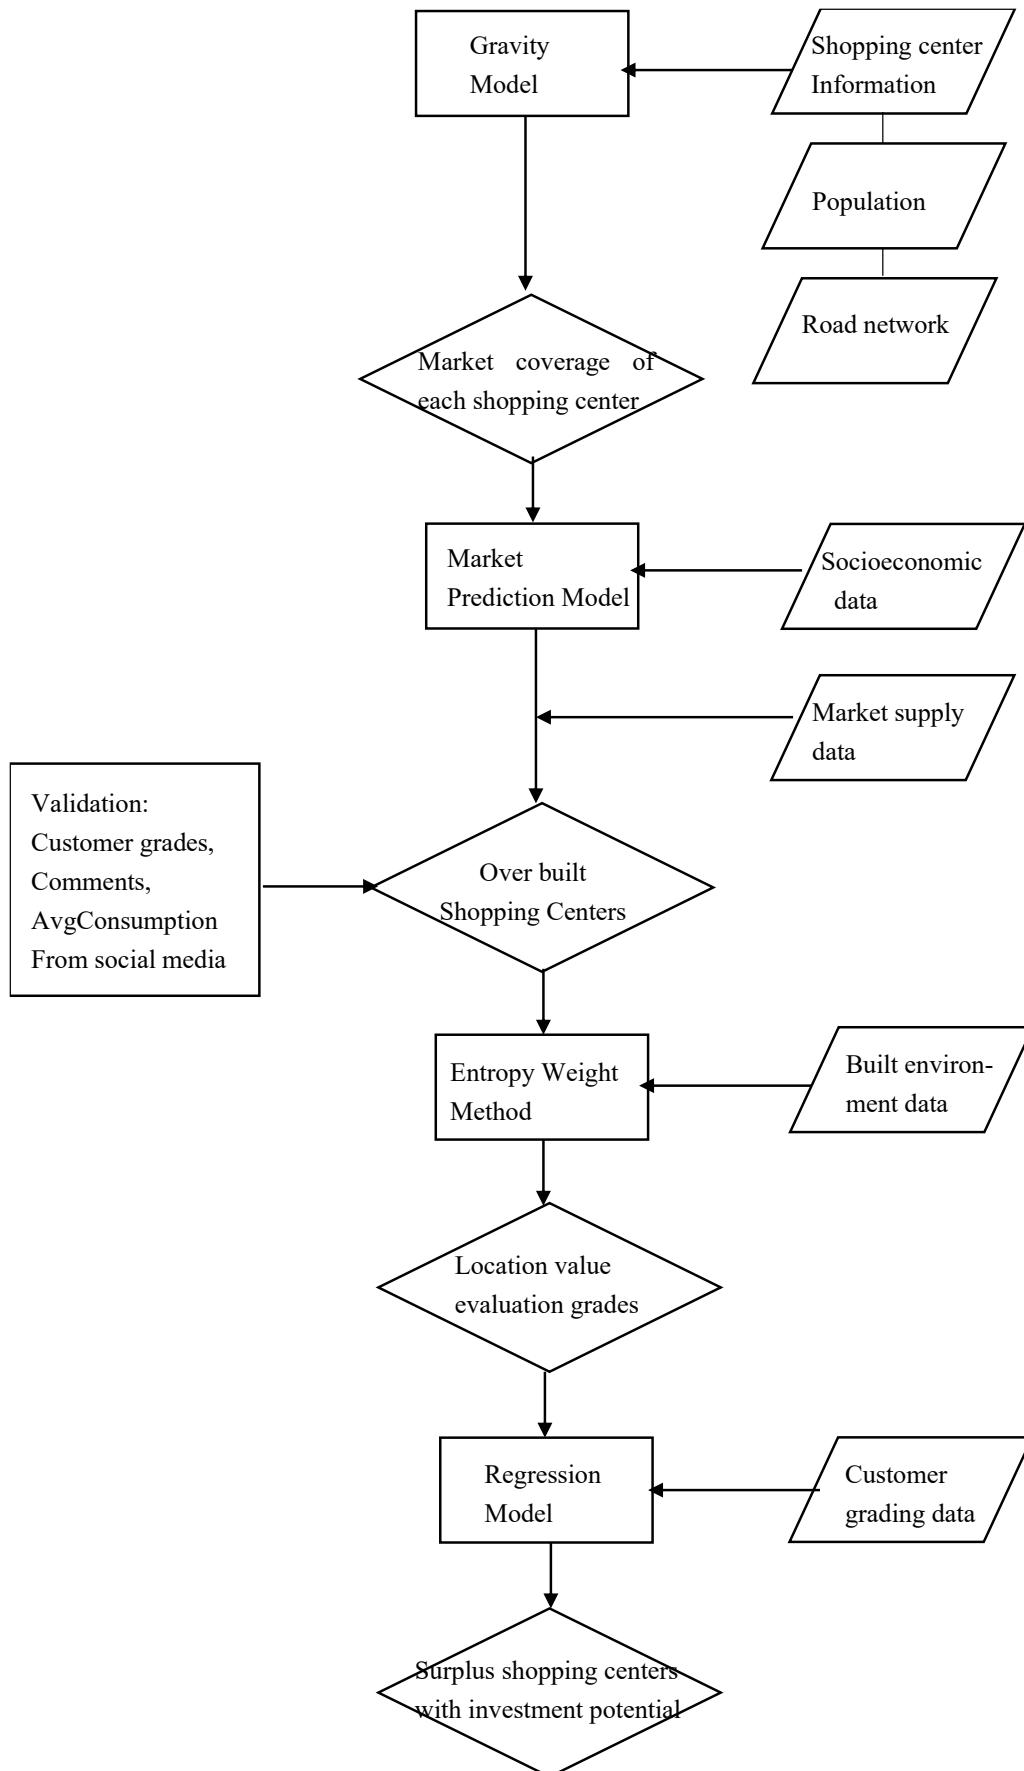 Gravity
Model
Shopping center
Information
Population
Road network
Market coverage of
each shopping center
Market
Prediction Model
Socioeconomic
data
Market supply
data
Validation:
Customer grades,
Comments,
AvgConsumption
From social media
Over built
Shopping Centers
Entropy Weight
Method
Built environ-
ment data
Location value
evaluation grades
Regression
Model
Customer
grading data
Surplus shopping centers
with investment potential